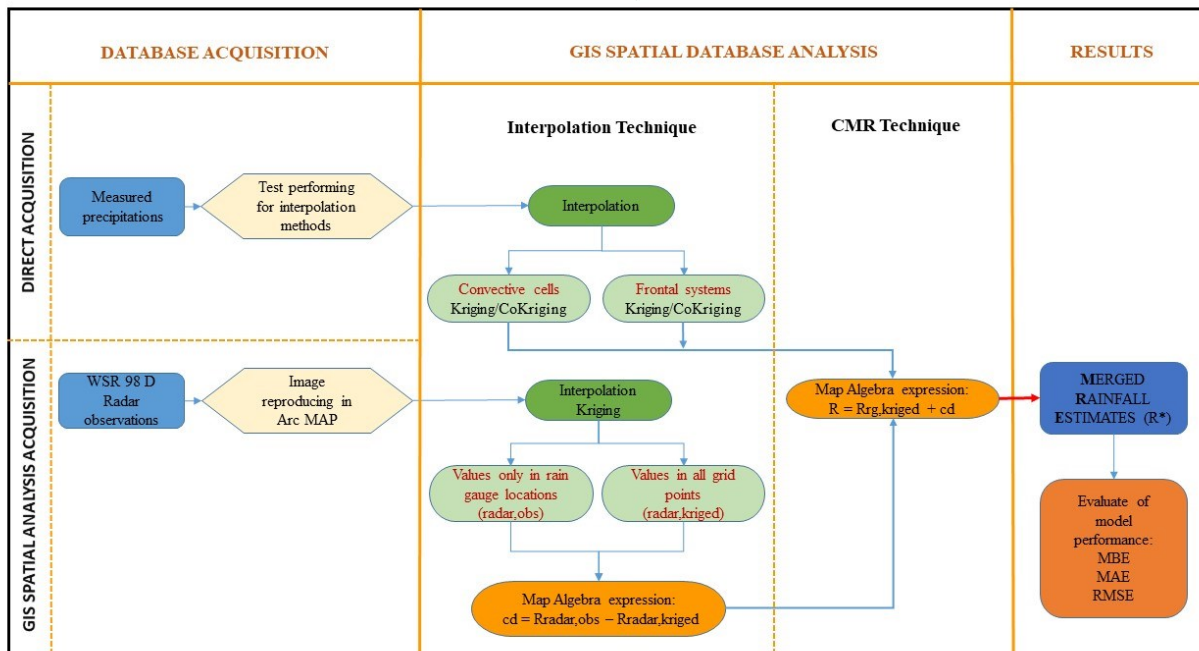 DATABASE ACQUISITION
GIS SPATIAL DATABASE ANALYSIS
RESULTS
DIRECT ACQUISITION
Interpolation Technique
CMR Technique
Measured
precipitations
Test performing
for interpolation
methods
Interpolation
Convective cells
Kriging/CoKriging
Frontal systems
Kriging/CoKriging
GIS SPATIAL ANALYSIS ACQUISITION
WSR 98 D
Radar
observations
Image
reproducing in
Arc MAP
Interpolation
Kriging
Values only in rain
gauge locations
(radar,obs)
Values in all grid
points
(radar,kriged)
Map Algebra expression:
cd = Rradar,obs – Rradar,kriged
Map Algebra expression:
R = Rrg,kriged + cd
MERGED
RAINFALL
ESTIMATES (R*)
Evaluate of
model
performance:
MBE
MAE
RMSE